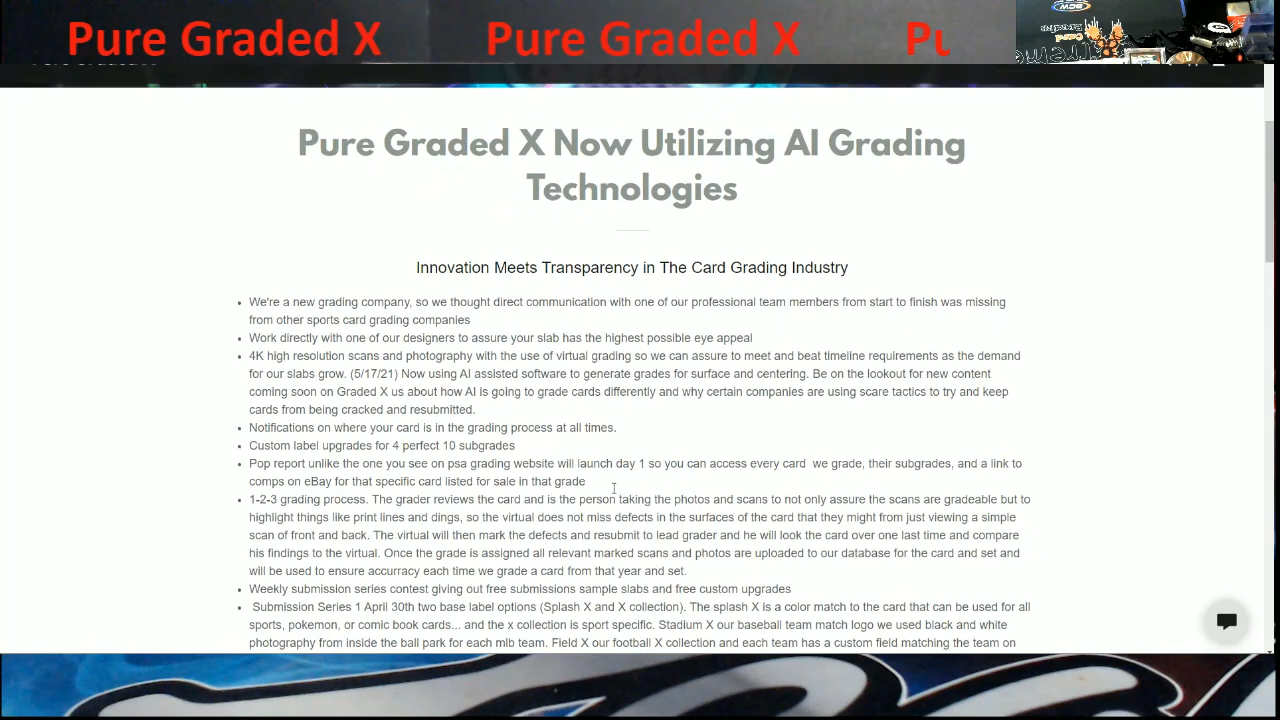 Pure Graded X Pure Graded X Pu
Pure Graded X Now Utilizing AI Grading
Technologies
Innovation Meets Transparency in The Card Grading Industry
• We're a new grading company, so we thought direct communication with one of our professional team members from start to finish was missing
from other sports card grading companies
• Work directly with one of our designers to assure your slab has the highest possible eye appeal
• 4K high resolution scans and photography with the use of virtual grading so we can assure to meet and beat timeline requirements as the demand
for our slabs grow. (5/17/21) Now using AI assisted software to generate grades for surface and centering. Be on the lookout for new content
coming soon on Graded X us about how AI is going to grade cards differently and why certain companies are using scare tactics to try and keep
cards from being cracked and resubmitted.
• Notifications on where your card is in the grading process at all times.
• Custom label upgrades for 4 perfect 10 subgrades
• Pop report unlike the one you see on psa grading website will launch day 1 so you can access every card we grade, their subgrades, and a link to
comps on eBay for that specific card listed for sale in that grade
• 1-2-3 grading process. The grader reviews the card and is the person taking the photos and scans to not only assure the scans are gradeable but to
highlight things like print lines and dings, so the virtual does not miss defects in the surfaces of the card that they might from just viewing a simple
scan of front and back. The virtual will then mark the defects and resubmit to lead grader and he will look the card over one last time and compare
his findings to the virtual. Once the grade is assigned all relevant marked scans and photos are uploaded to our database for the card and set and
will be used to ensure accurracy each time we grade a card from that year and set.
• Weekly submission series contest giving out free submissions sample slabs and free custom upgrades
• Submission Series 1 April 30th two base label options (Splash X and X collection). The splash X is a color match to the card that can be used for all
sports, pokemon, or comic book cards... and the x collection is sport specific. Stadium X our baseball team match logo we used black and white
photography from inside the ball park for each mlb team. Field X our football X collection and each team has a custom field matching the team on